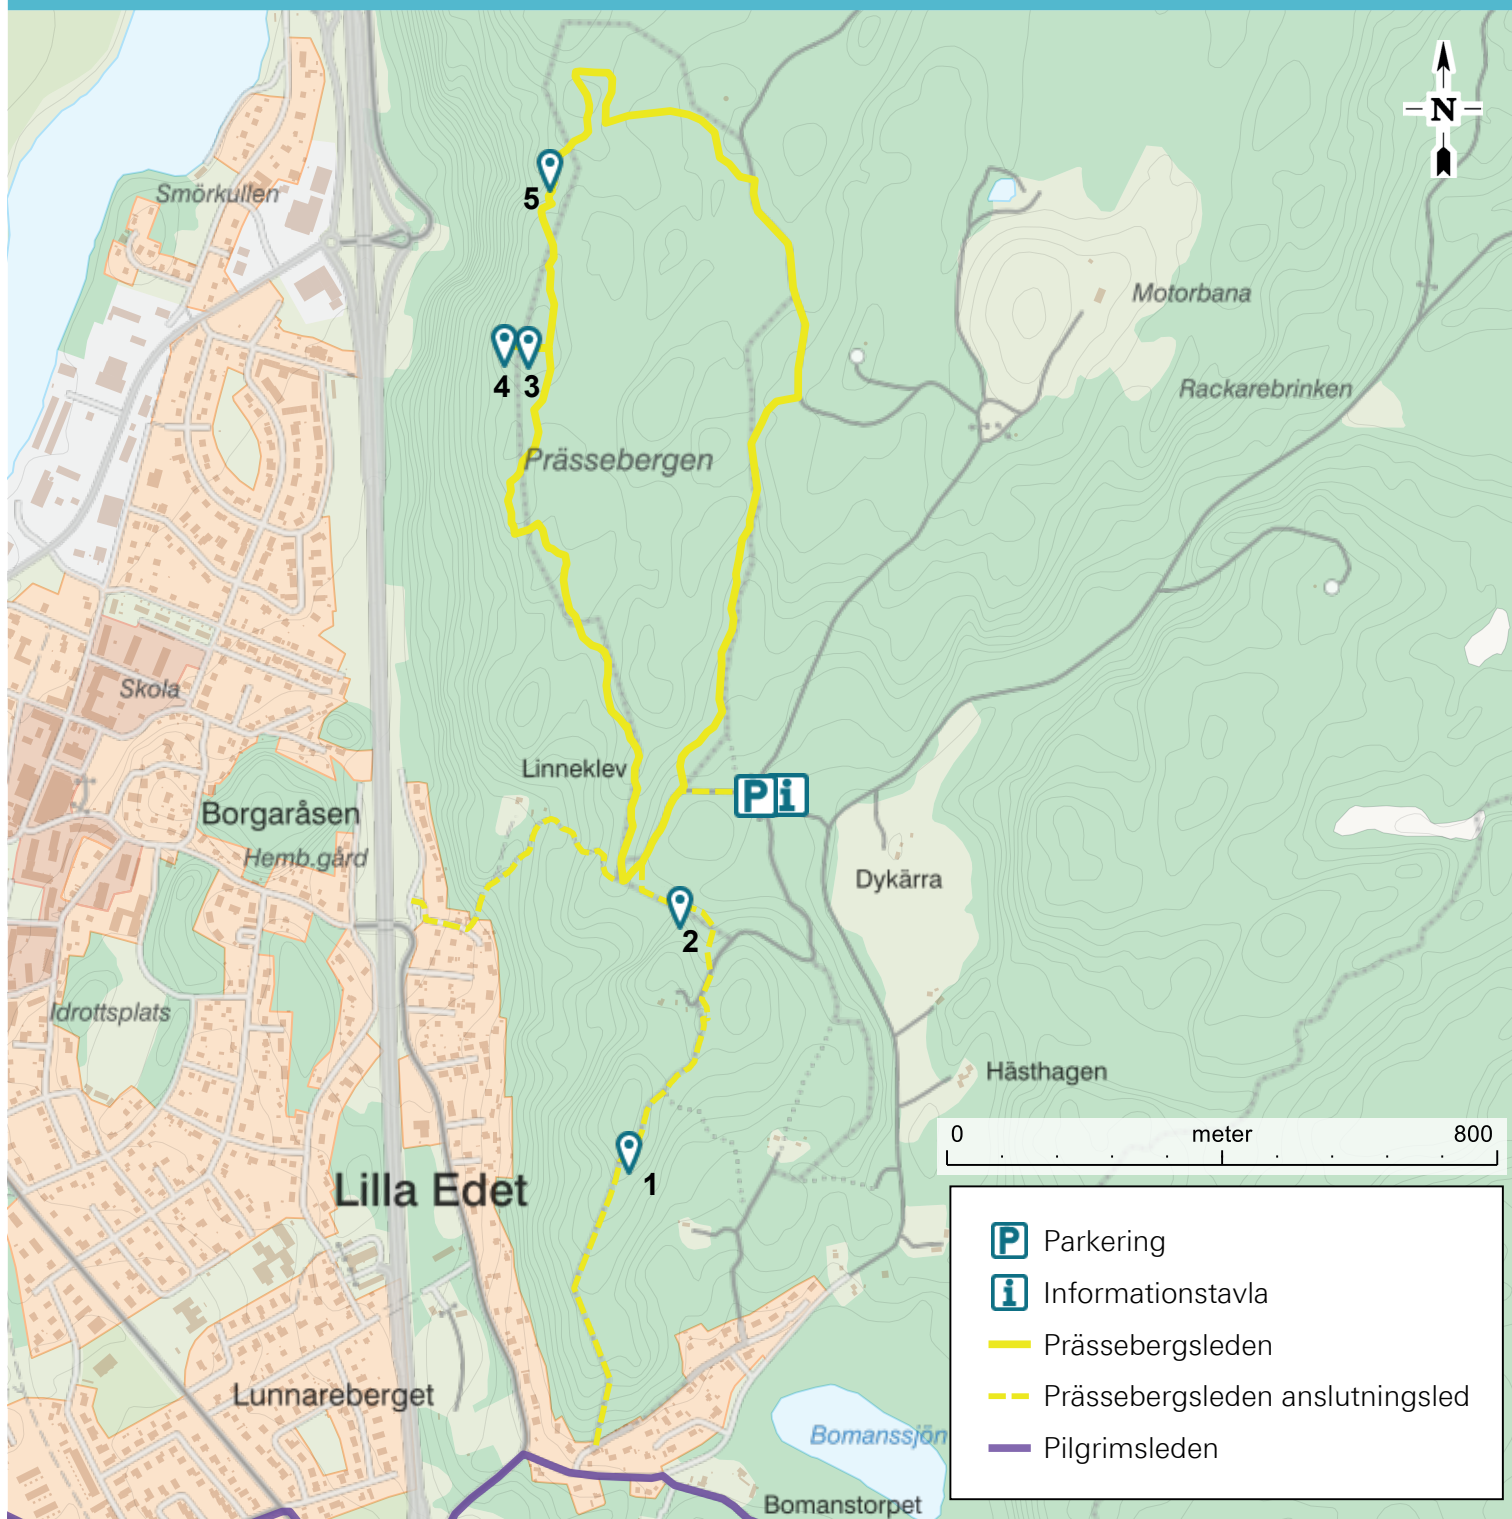 N
Smörkullen
5
Motorbana
4 3
Rackarebrinken
Prässebergen
Skola
Linneklev
P i
Borgaråsen
Hemb.gård
Dykärra
2
Idrottsplats
Hästhagen
0 meter 800
1
Lilla Edet
P Parkering
i Informationstavla
Prässebergsleden
Prässebergsleden anslutningsled
Lunnareberget
Bomanssjön
Pilgrimsleden
Bomanstorpet